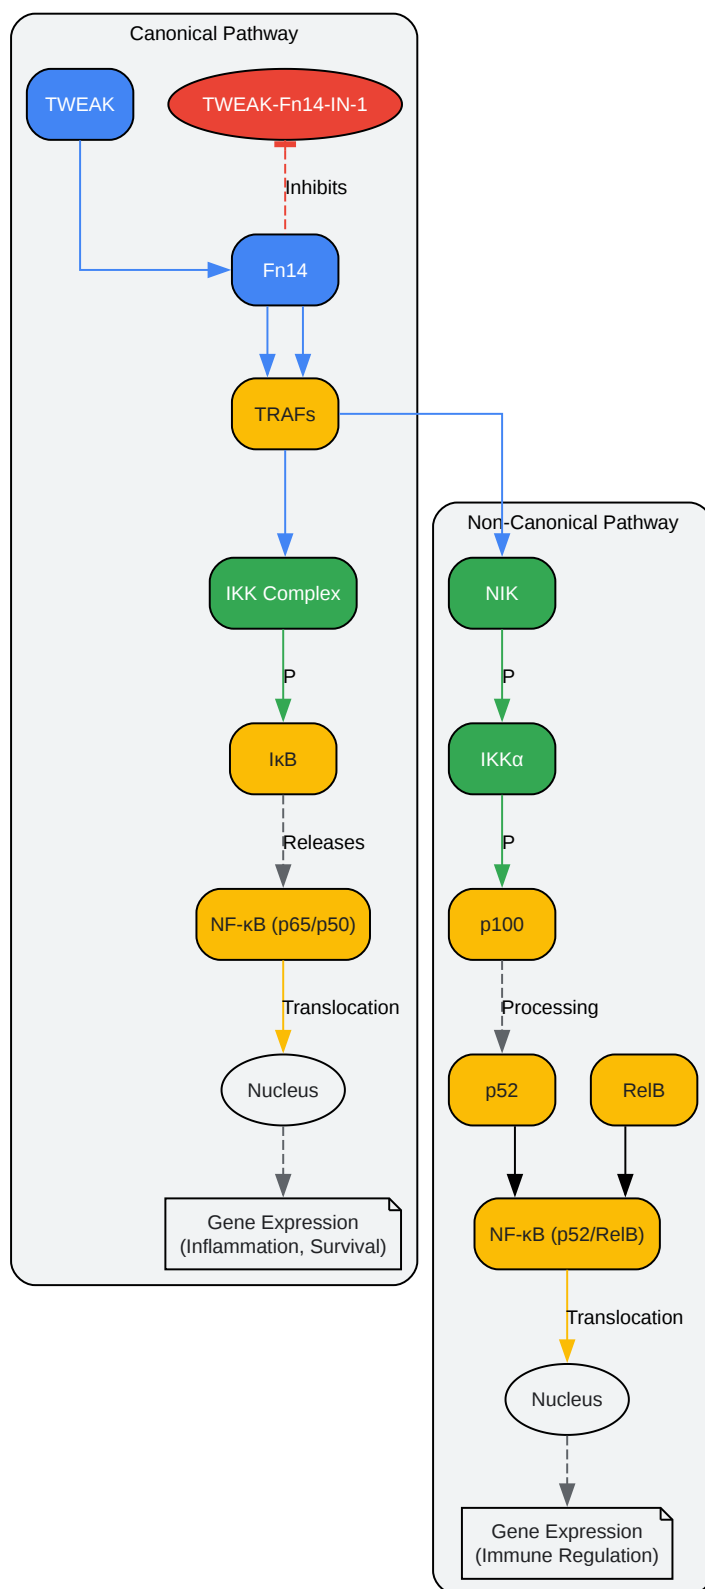 Canonical Pathway
TWEAK
TWEAK-Fn14-IN-1
Inhibits
Fn14
TRAFs
Non-Canonical Pathway
IKK Complex
NIK
P
P
IκB
IKKα
Releases
P
NF-κB (p65/p50)
p100
Translocation
Processing
Nucleus
p52
RelB
Gene Expression
(Inflammation, Survival)
NF-κB (p52/RelB)
Translocation
Nucleus
Gene Expression
(Immune Regulation)